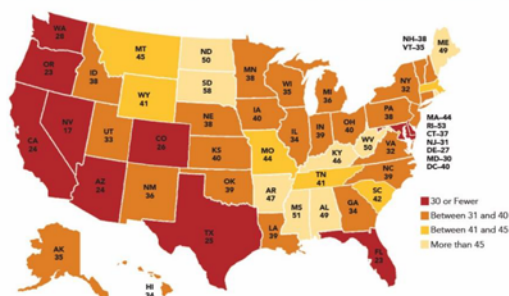 WA
28
OR
23
CA
24
NV
17
ID
38
MT
45
WY
41
UT
33
AZ
24
CO
26
NM
36
ND
50
SD
58
NE
38
KS
40
OK
39
TX
25
MN
38
IA
40
MO
44
AR
47
LA
39
WI
35
IL
34
MI
36
IN
39
OH
40
KY
46
TN
41
MS
51
AL
49
GA
34
FL
23
SC
42
NC
39
VA
32
WV
50
PA
38
NY
32
ME
49
NH–38
VT–35
MA–44
RI–53
CT–37
NJ–31
DE–27
MD–30
DC–40
AK
35
HI
34
30 or Fewer
Between 31 and 40
Between 41 and 45
More than 45